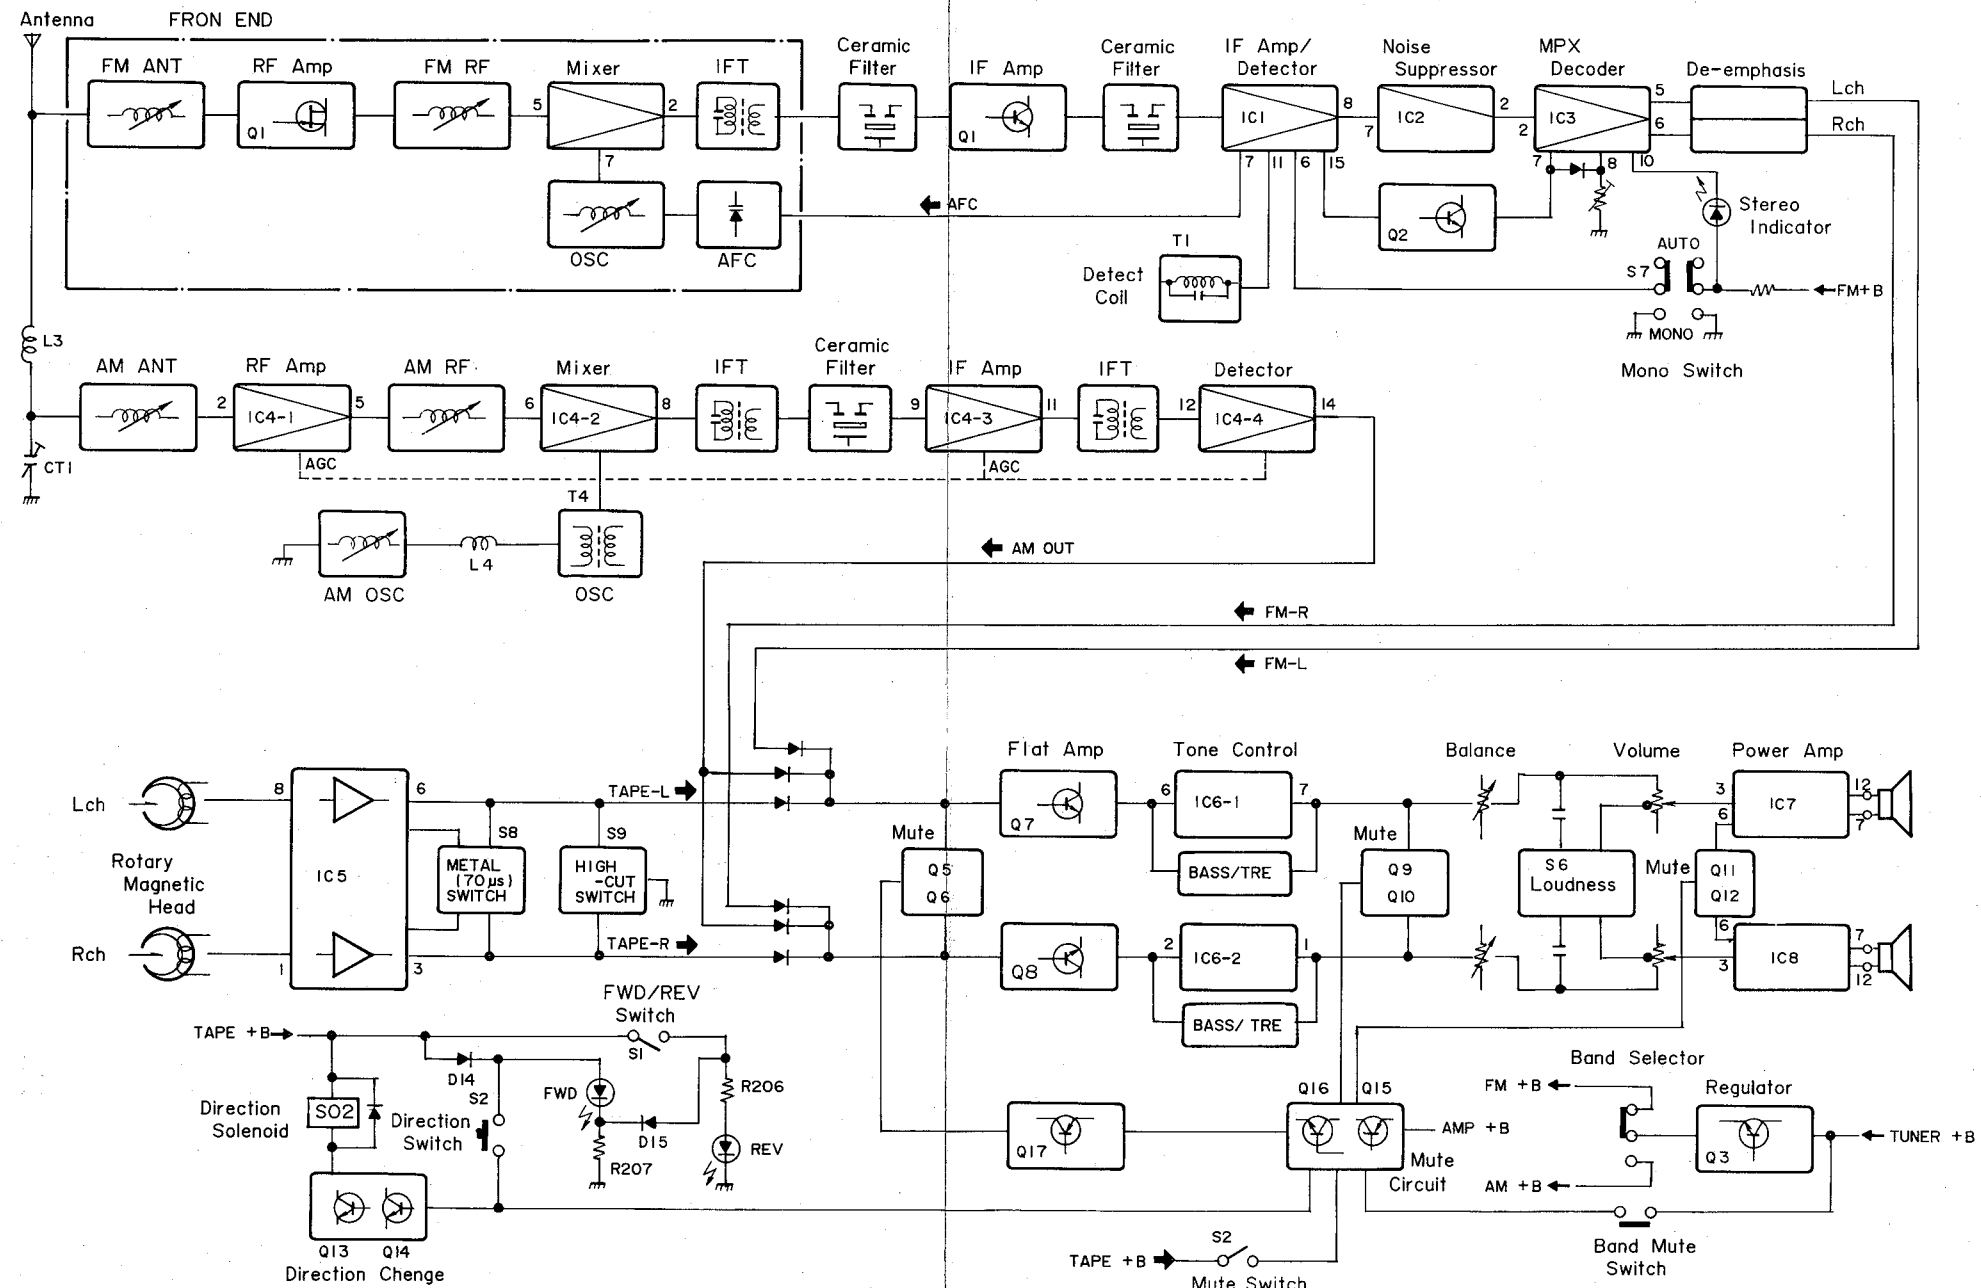 Antenna
FRON END
FM ANT
RF Amp
FM RF
Mixer
IFT
Ceramic
Filter
IF Amp
Ceramic
Filter
IF Amp/
Detector
Noise
Suppressor
MPX
Decoder
De-emphasis
Lch
Rch
Q1
5
2
Q1
IC1
8
7
IC2
2
2
IC3
5
6
7
7
11
6
15
7
8
10
OSC
AFC
AFC
Q2
Stereo
Indicator
T1
Detect
Coil
AUTO
S7
FM+B
MONO
Mono Switch
L3
AM ANT
RF Amp
AM RF
Mixer
IFT
Ceramic
Filter
IF Amp
IFT
Detector
2
IC4-1
5
6
IC4-2
8
9
IC4-3
11
12
IC4-4
14
CT1
AGC
AGC
T4
L4
AM OSC
OSC
AM OUT
FM-R
FM-L
Flat Amp
Tone Control
Balance
Volume
Power Amp
Lch
8
6
TAPE-L
Q7
6
IC6-1
7
3
IC7
12
6
7
Mute
Mute
Mute
Rotary
Magnetic
Head
IC5
S8
METAL
(70μs)
SWITCH
S9
HIGH
-CUT
SWITCH
Q5
Q6
BASS/TRE
Q9
Q10
S6
Loudness
Q11
Q12
Rch
1
3
TAPE-R
Q8
2
IC6-2
1
6
3
IC8
7
12
BASS/ TRE
FWD/REV
Switch
S1
TAPE +B
D14
S2
FWD
R206
Direction
Solenoid
SO2
Direction
Switch
D15
R207
REV
Q13
Q14
Direction Chenge
Q17
Q16
Q15
AMP +B
Mute
Circuit
Band Selector
FM +B
Regulator
Q3
TUNER +B
AM +B
TAPE +B
S2
Mute Switch
Band Mute
Switch